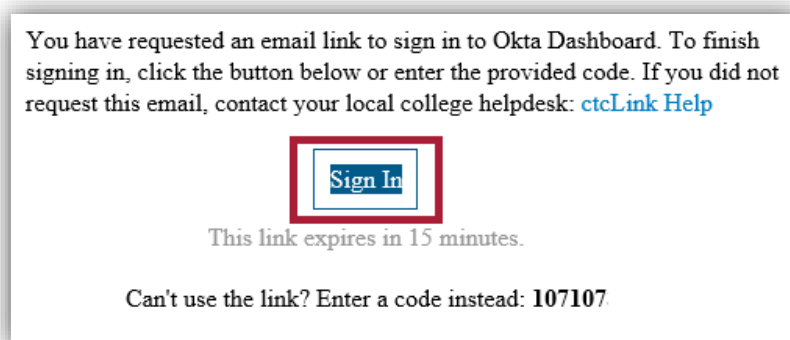 You have requested an email link to sign in to Okta Dashboard. To finish
signing in, click the button below or enter the provided code. If you did not
request this email, contact your local college helpdesk: ctcLink Help
Sign In
This link expires in 15 minutes.
Can't use the link? Enter a code instead: 107107